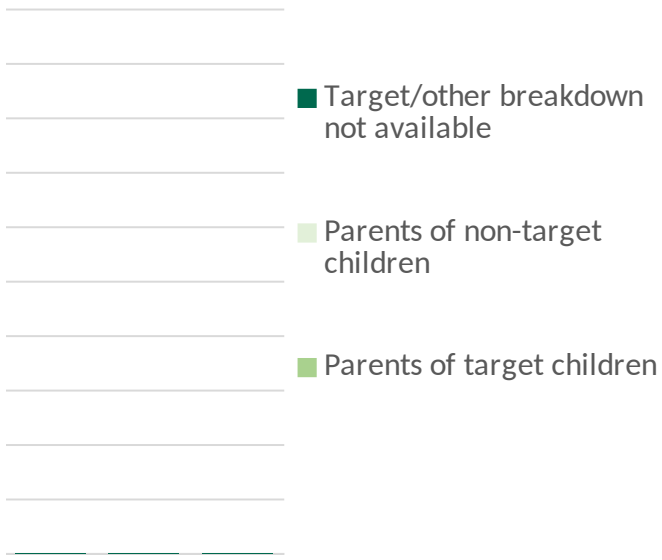 Target/other breakdown
not available
Parents of non-target
children
Parents of target children